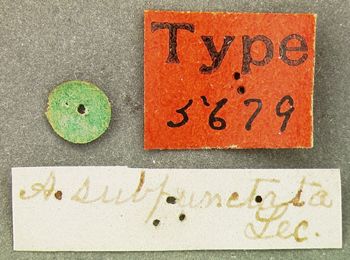 Type
5679
A. subpunctata
Lec.